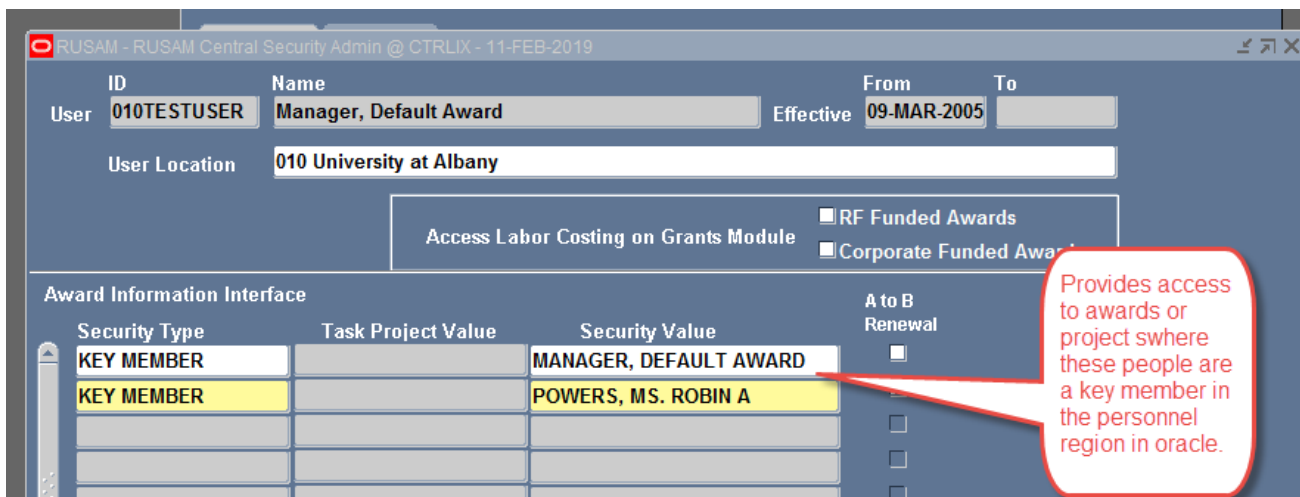 RUSAM - RUSAM Central Security Admin @ CTRLIX - 11-FEB-2019
ID Name From To
User 010TESTUSER Manager, Default Award Effective 09-MAR-2005
User Location 010 University at Albany
RF Funded Awards
Access Labor Costing on Grants Module
Corporate Funded Awar
Award Information Interface
A to B
Renewal
Security Type Task Project Value Security Value
KEY MEMBER MANAGER, DEFAULT AWARD
KEY MEMBER POWERS, MS. ROBIN A
Provides access
to awards or
project swhere
these people are
a key member in
the personnel
region in oracle.